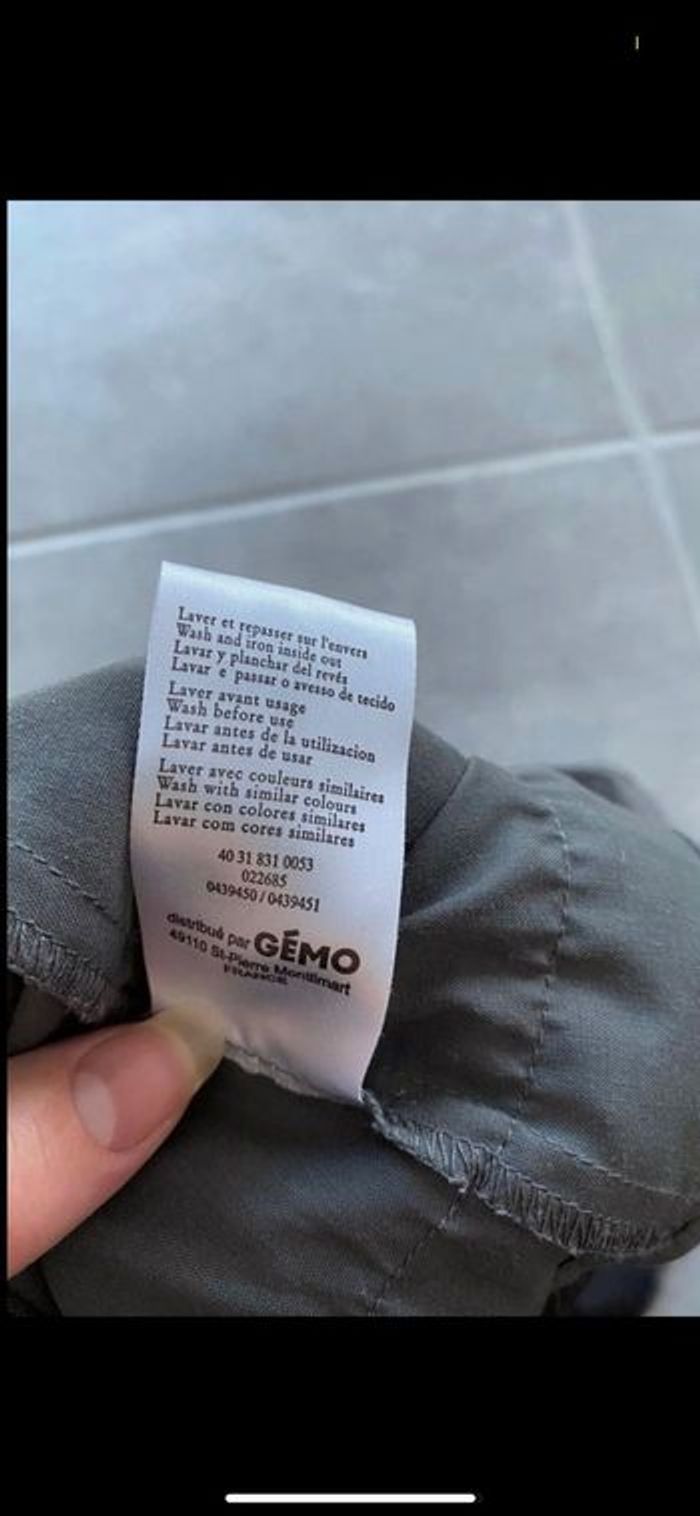 Laver et repasser sur l'envers
Wash and iron inside out
Lavar y planchar del revés
Lavar e passar o avesso de tecido
Laver avant usage
Wash before use
Lavar antes de la utilizacion
Lavar antes de usar
Laver avec couleurs similaires
Wash with similar colours
Lavar con colores similares
Lavar com cores similares
40 31 831 0053
022685
0439450 / 0439451
distribué par GÉMO
49110 St-Pierre Montlimart
FRANCE